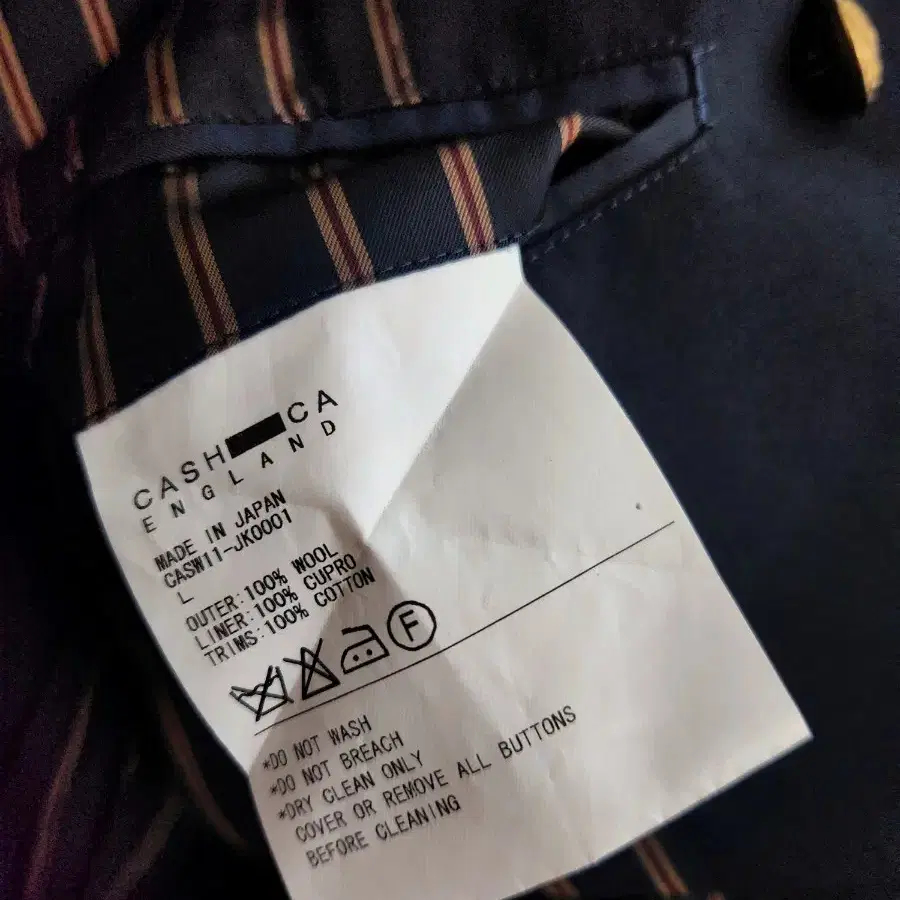 CASH CA
ENGLAND
MADE IN JAPAN
CASW11-JK0001
L
OUTER:100% WOOL
LINER:100% CUPRO
TRIMS:100% COTTON
F
*DO NOT WASH
*DO NOT BREACH
*DRY CLEAN ONLY
COVER OR REMOVE ALL BUTTONS
BEFORE CLEANING